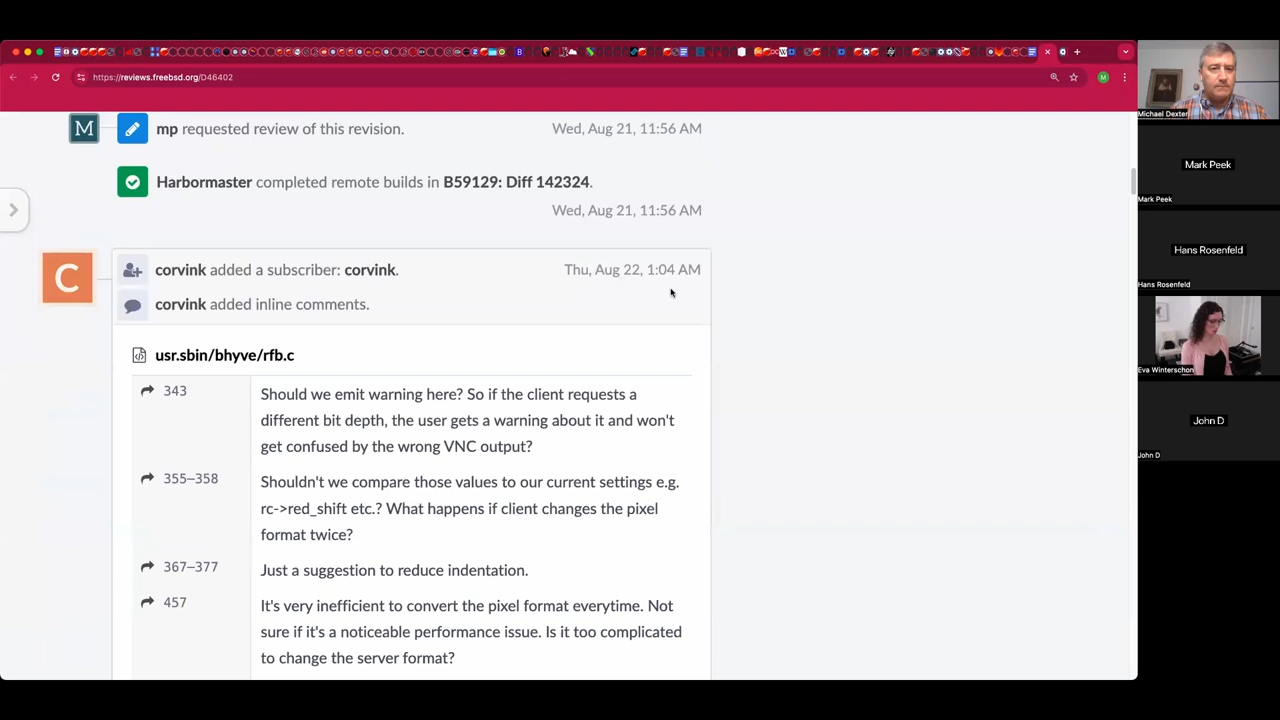 https://reviews.freebsd.org/D46402
M
M
mp requested review of this revision.
Wed, Aug 21, 11:56 AM
Harbormaster completed remote builds in B59129: Diff 142324.
Wed, Aug 21, 11:56 AM
C
corvink added a subscriber: corvink.
Thu, Aug 22, 1:04 AM
corvink added inline comments.
usr.sbin/bhyve/rfb.c
343
Should we emit warning here? So if the client requests a
different bit depth, the user gets a warning about it and won't
get confused by the wrong VNC output?
355–358
Shouldn't we compare those values to our current settings e.g.
rc->red_shift etc.? What happens if client changes the pixel
format twice?
367–377
Just a suggestion to reduce indentation.
457
It's very inefficient to convert the pixel format everytime. Not
sure if it's a noticeable performance issue. Is it too complicated
to change the server format?
Michael Dexter
Mark Peek
Mark Peek
Hans Rosenfeld
Hans Rosenfeld
Eva Winterschon
John D
John D